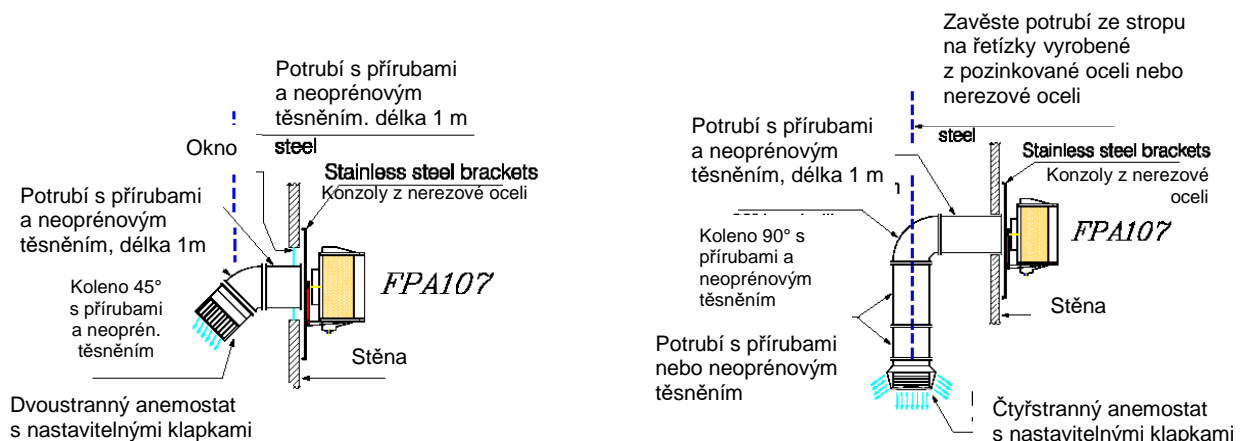 Potrubí s přírubami
a neoprénovým
těsněním. délka 1 m
Okno
steel
Stainless steel brackets
Konzoly z nerezové
oceli
Potrubí s přírubami
a neoprénovým
těsněním, délka 1m
Koleno 45°
s přírubami
a neoprén.
těsněním
FPA107
Stěna
Dvoustranný anemostat
s nastavitelnými klapkami
Zavěste potrubí ze stropu
na řetízky vyrobené
z pozinkované oceli nebo
nerezové oceli
steel
Potrubí s přírubami
a neoprénovým
těsněním, délka 1 m
Stainless steel brackets
Konzoly z nerezové
oceli
Koleno 90° s
přírubami a
neoprénovým
těsněním
FPA107
Stěna
Potrubí s přírubami
nebo neoprénovým
těsněním
Čtyřstranný anemostat
s nastavitelnými klapkami